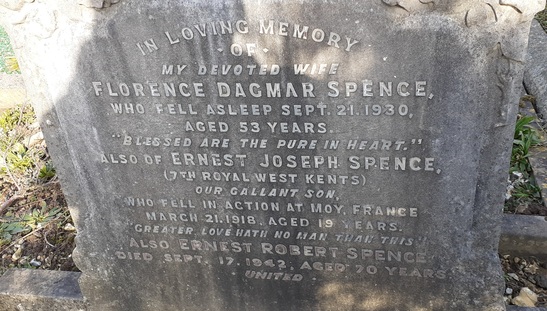 IN LOVING MEMORY
· OF ·
MY DEVOTED WIFE
FLORENCE DAGMAR SPENCE,
WHO FELL ASLEEP SEPT. 21. 1930,
AGED 53 YEARS.
"BLESSED ARE THE PURE IN HEART."
ALSO OF ERNEST JOSEPH SPENCE,
(7TH ROYAL WEST KENTS)
OUR GALLANT SON,
WHO FELL IN ACTION AT MOY, FRANCE
MARCH 21. 1918, AGED 19 YEARS.
GREATER LOVE HATH NO MAN THAN THIS
ALSO ERNEST ROBERT SPENCE
DIED SEPT. 17. 1942, AGED 70 YEARS
· UNITED ·